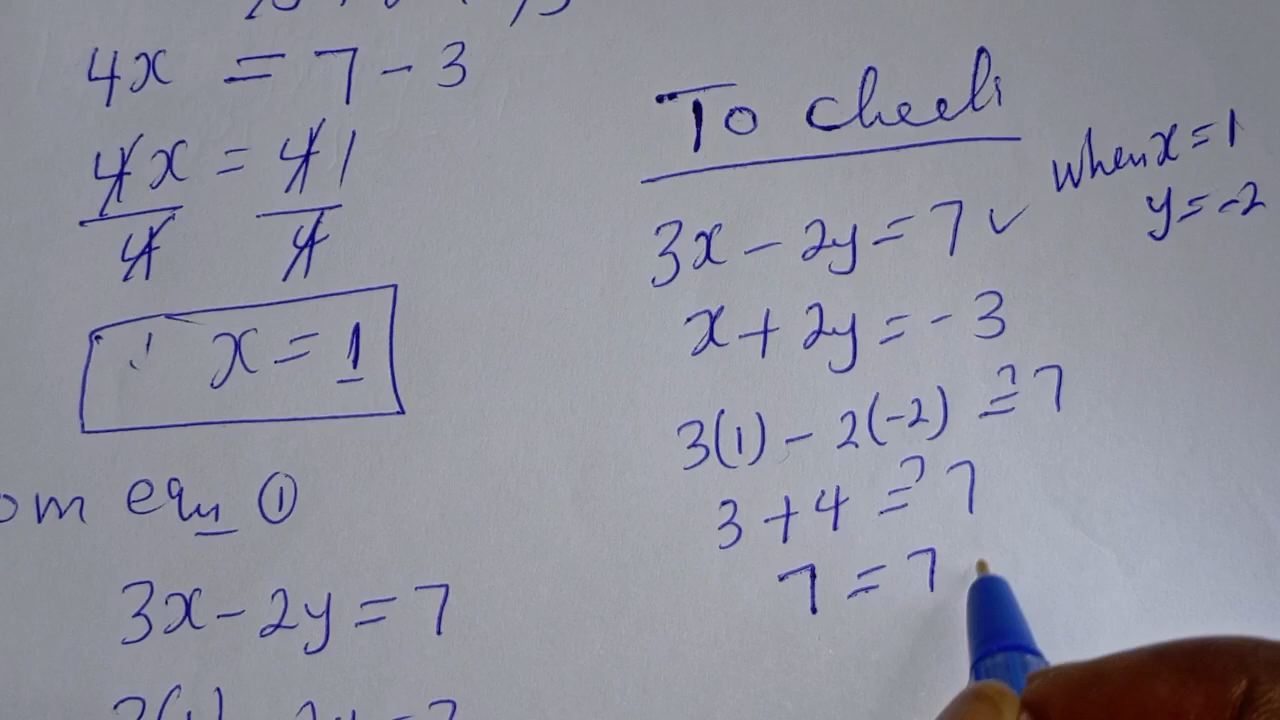 4x = 7 - 3
4x = 4 1
4 4
∴ x = 1
om eqn ①
3x - 2y = 7
To check
when x = 1
y = -2
3x - 2y = 7 ✓
x + 2y = -3
3(1) - 2(-2) =? 7
3 + 4 =? 7
7 = 7